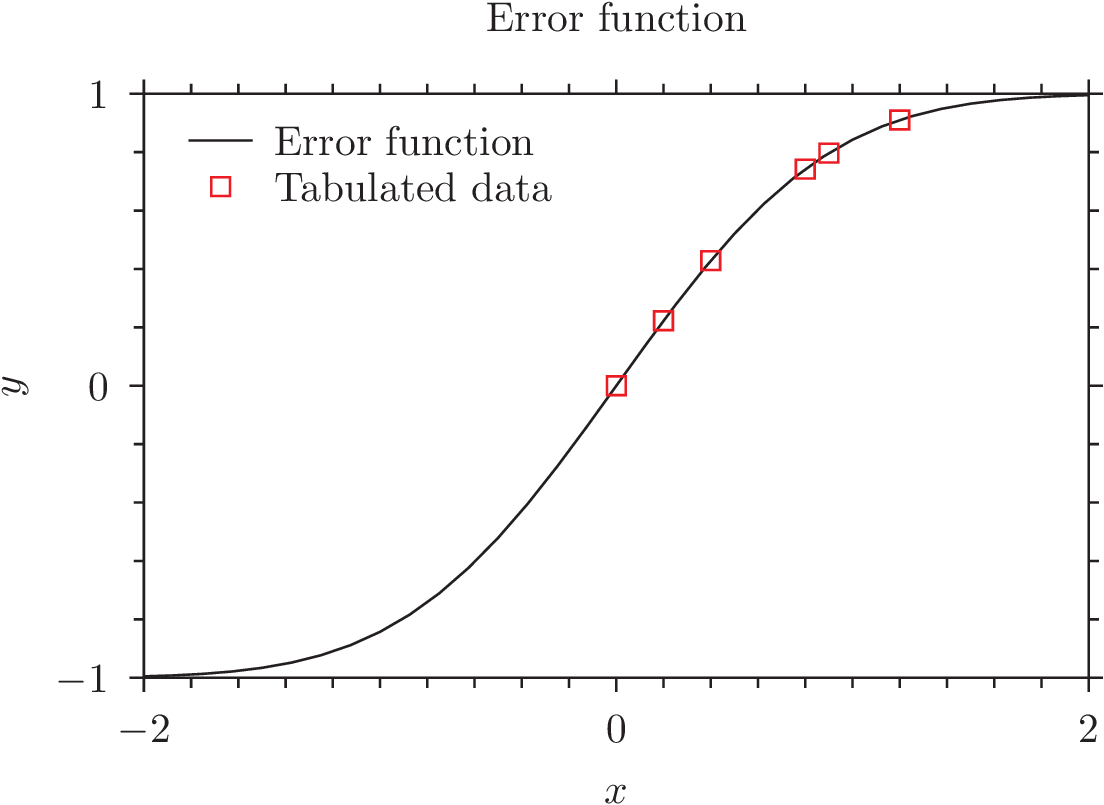 Error function
1
Error function
Tabulated data
y
0
−1
−2 0 2
x